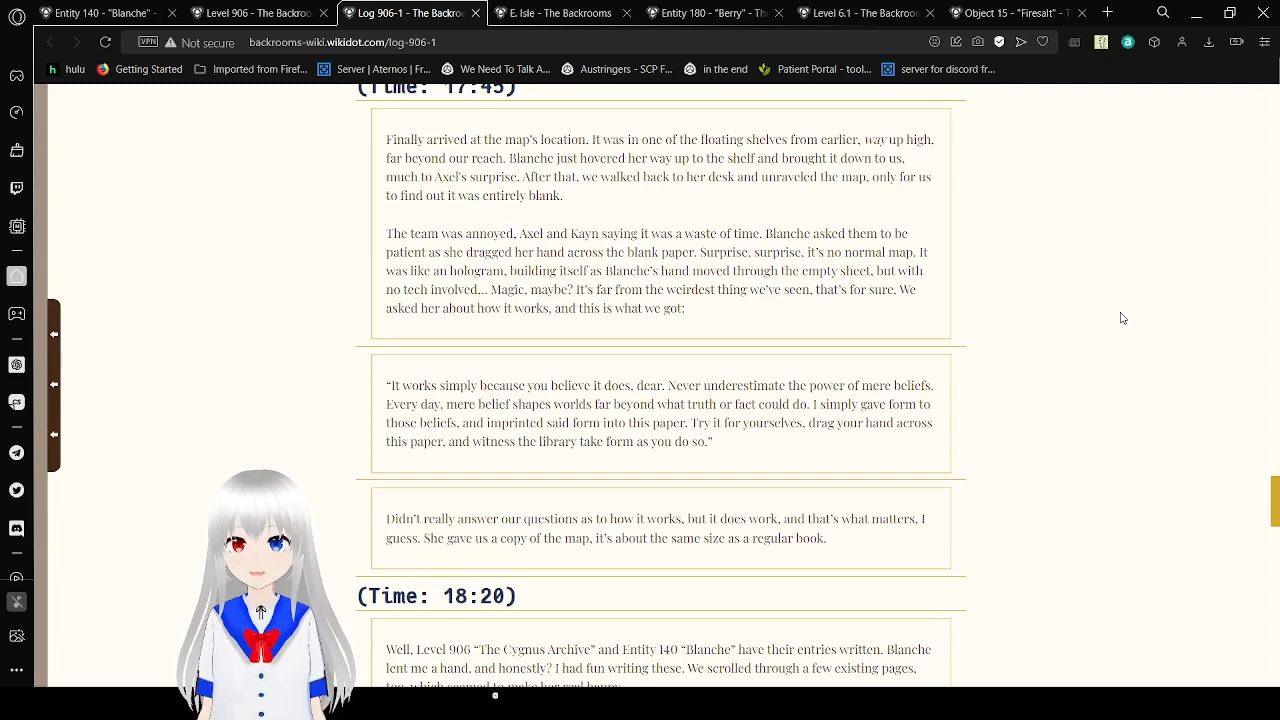 Entity 140 - "Blanche" -
Level 906 - The Backroo
Log 906-1 - The Backroo
E. Isle - The Backrooms
Entity 180 - "Berry" - The
Level 6.1 - The Backroon
Object 15 - "Firesalt" - T
VPN Not secure backrooms-wiki.wikidot.com/log-906-1
hulu Getting Started Imported from Firef... Server | Aternos | Fr... We Need To Talk A... Austringers - SCP F... in the end Patient Portal - tool... server for discord fr...
(Time: 17:45)
Finally arrived at the map's location. It was in one of the floating shelves from earlier, way up high,
far beyond our reach. Blanche just hovered her way up to the shelf and brought it down to us,
much to Axel's surprise. After that, we walked back to her desk and unraveled the map, only for us
to find out it was entirely blank.
The team was annoyed, Axel and Kayn saying it was a waste of time. Blanche asked them to be
patient as she dragged her hand across the blank paper. Surprise, surprise, it's no normal map. It
was like an hologram, building itself as Blanche's hand moved through the empty sheet, but with
no tech involved... Magic, maybe? It's far from the weirdest thing we've seen, that's for sure. We
asked her about how it works, and this is what we got:
“It works simply because you believe it does, dear. Never underestimate the power of mere beliefs.
Every day, mere belief shapes worlds far beyond what truth or fact could do. I simply gave form to
those beliefs, and imprinted said form into this paper. Try it for yourselves, drag your hand across
this paper, and witness the library take form as you do so.”
Didn't really answer our questions as to how it works, but it does work, and that's what matters, I
guess. She gave us a copy of the map, it's about the same size as a regular book.
(Time: 18:20)
Well, Level 906 “The Cygnus Archive” and Entity 140 “Blanche” have their entries written. Blanche
lent me a hand, and honestly? I had fun writing these. We scrolled through a few existing pages,
too, which seemed to make her real happy.